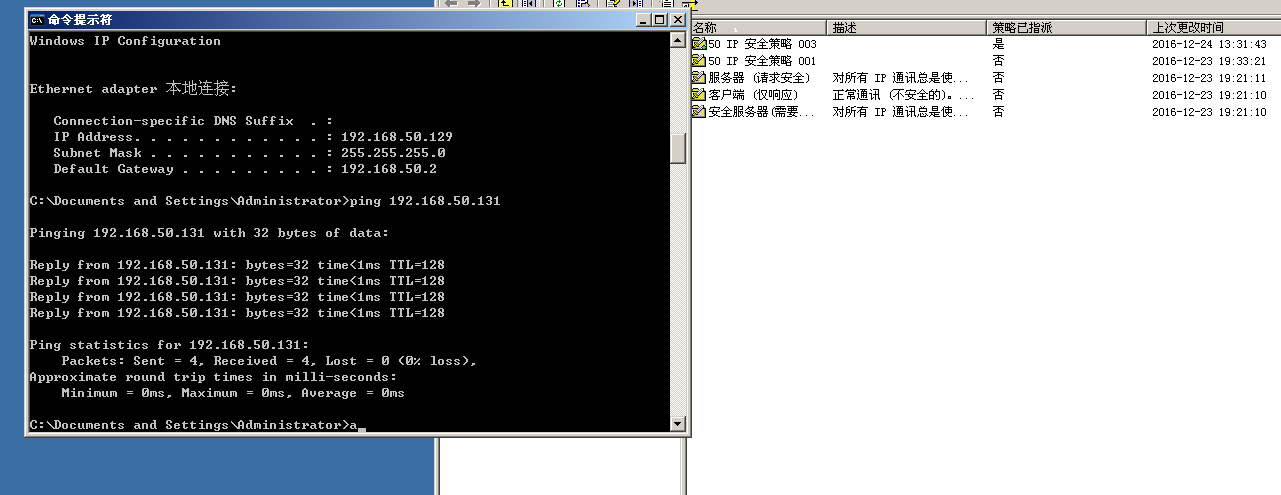 命令提示符
Windows IP Configuration
Ethernet adapter 本地连接:
Connection-specific DNS Suffix  . :
IP Address. . . . . . . . . . . . : 192.168.50.129
Subnet Mask . . . . . . . . . . . : 255.255.255.0
Default Gateway . . . . . . . . . : 192.168.50.2
C:\Documents and Settings\Administrator>ping 192.168.50.131
Pinging 192.168.50.131 with 32 bytes of data:
Reply from 192.168.50.131: bytes=32 time<1ms TTL=128
Reply from 192.168.50.131: bytes=32 time<1ms TTL=128
Reply from 192.168.50.131: bytes=32 time<1ms TTL=128
Reply from 192.168.50.131: bytes=32 time<1ms TTL=128
Ping statistics for 192.168.50.131:
Packets: Sent = 4, Received = 4, Lost = 0 (0% loss),
Approximate round trip times in milli-seconds:
Minimum = 0ms, Maximum = 0ms, Average = 0ms
C:\Documents and Settings\Administrator>a_
名称 描述 策略已指派 上次更改时间
50 IP 安全策略 003 是 2016-12-24 13:31:43
50 IP 安全策略 001 否 2016-12-23 19:33:21
服务器 (请求安全) 对所有 IP 通讯总是使... 否 2016-12-23 19:21:11
客户端 (仅响应) 正常通讯 (不安全的)。... 否 2016-12-23 19:21:10
安全服务器(需要... 对所有 IP 通讯总是使... 否 2016-12-23 19:21:10